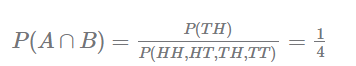 P(A ∩ B) = P(TH) / P(HH,HT,TH,TT) = 1/4